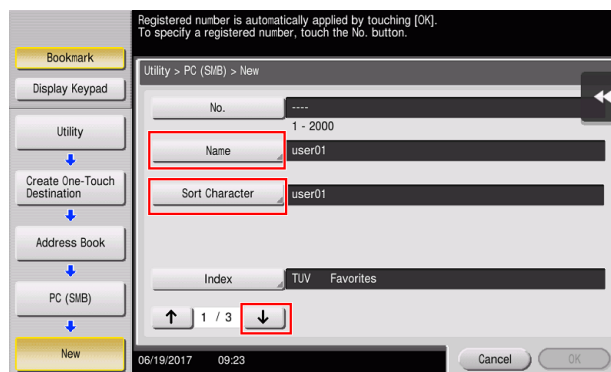 Registered number is automatically applied by touching [OK].
To specify a registered number, touch the No. button.
Bookmark
Display Keypad
Utility
Create One-Touch
Destination
Address Book
PC (SMB)
New
Utility > PC (SMB) > New
No.
----
1 - 2000
Name
user01
Sort Character
user01
Index
TUV Favorites
↑ 1 / 3 ↓
06/19/2017 09:23
Cancel
OK